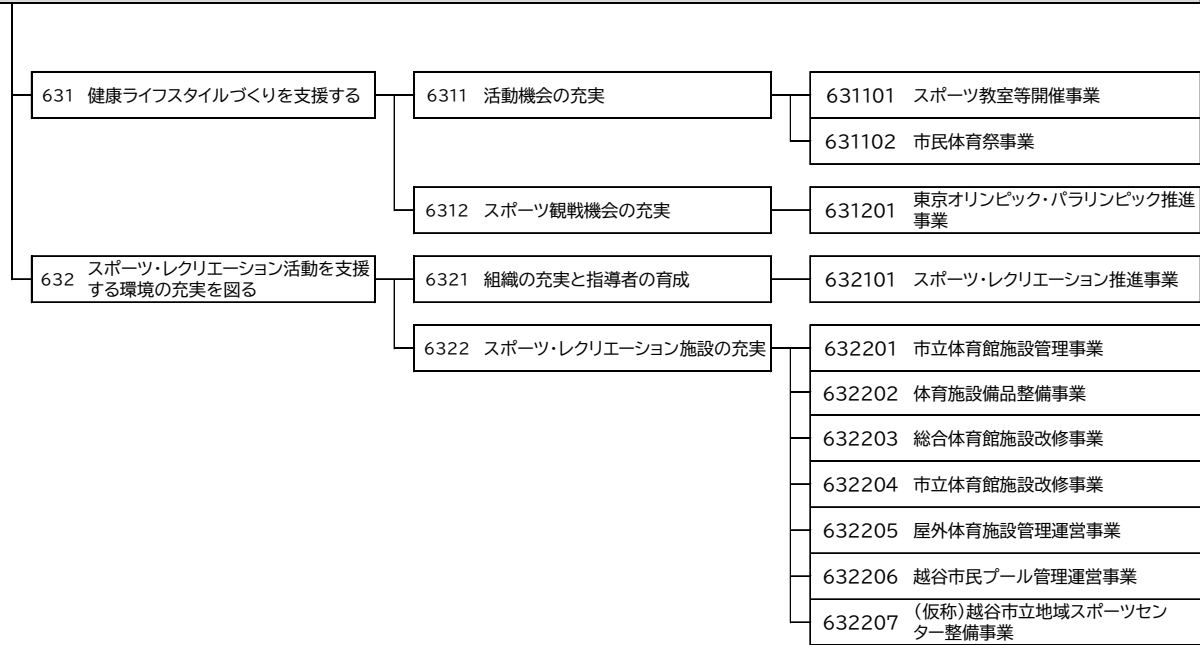 631 健康ライフスタイルづくりを支援する
6311 活動機会の充実
631101 スポーツ教室等開催事業
631102 市民体育祭事業
6312 スポーツ観戦機会の充実
631201 東京オリンピック・パラリンピック推進
事業
632 スポーツ・レクリエーション活動を支援
する環境の充実を図る
6321 組織の充実と指導者の育成
632101 スポーツ・レクリエーション推進事業
6322 スポーツ・レクリエーション施設の充実
632201 市立体育館施設管理事業
632202 体育施設備品整備事業
632203 総合体育館施設改修事業
632204 市立体育館施設改修事業
632205 屋外体育施設管理運営事業
632206 越谷市民プール管理運営事業
632207 (仮称)越谷市立地域スポーツセン
ター整備事業